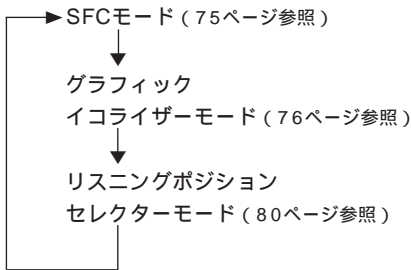 SFCモード（75ページ参照）
グラフィック
イコライザーモード（76ページ参照）
リスニングポジション
セレクターモード（80ページ参照）